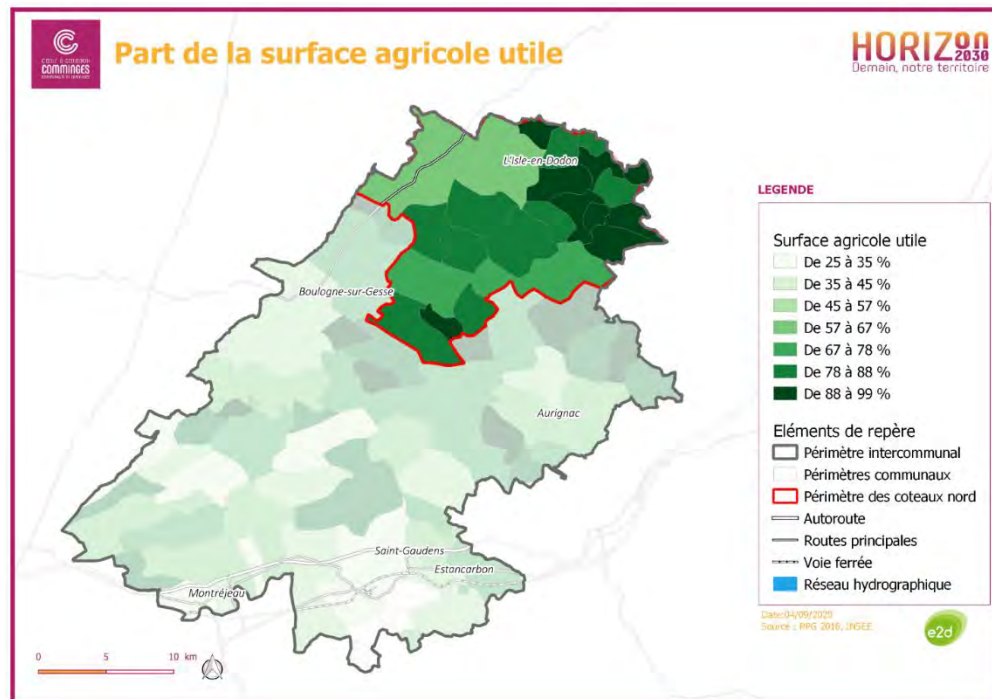 Part de la surface agricole utile
CŒUR & COTEAUX
COMMINGES
HORIZON
2030
Demain, notre territoire
L'Isle-en-Dodon
Boulogne-sur-Gesse
Aurignac
Saint-Gaudens
Estancarbon
Montréjeau
0 5 10 km
LEGENDE
Surface agricole utile
De 25 à 35 %
De 35 à 45 %
De 45 à 57 %
De 57 à 67 %
De 67 à 78 %
De 78 à 88 %
De 88 à 99 %
Eléments de repère
Périmètre intercommunal
Périmètres communaux
Périmètre des coteaux nord
Autoroute
Routes principales
Voie ferrée
Réseau hydrographique
Date:04/09/2020
Source : RPG 2016, INSEE
e2d